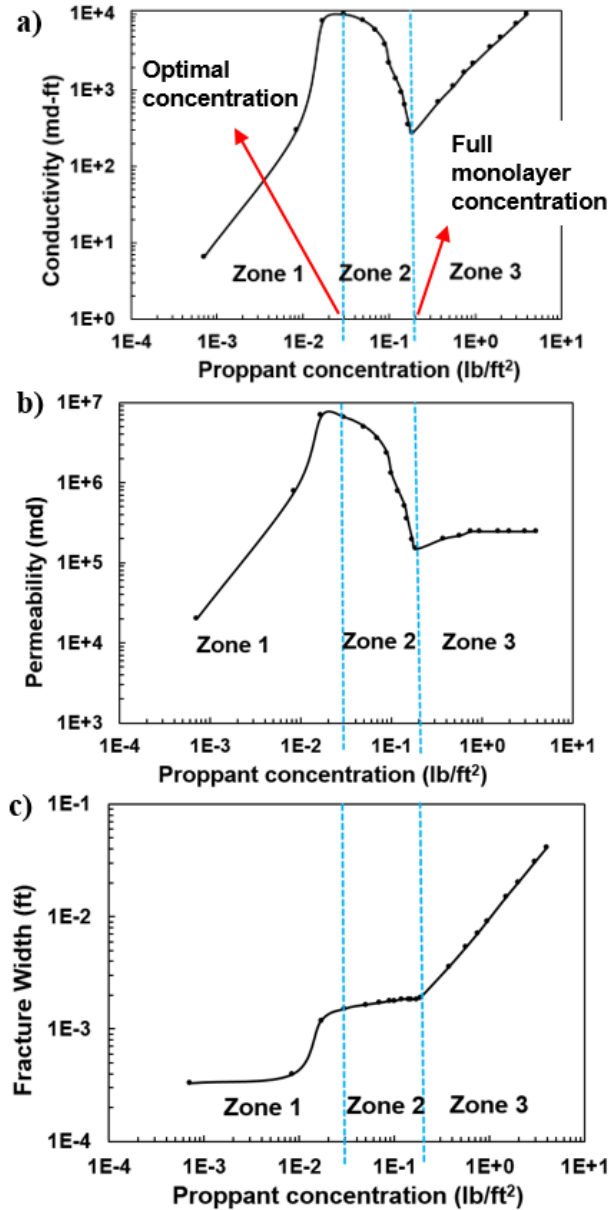 a)
Conductivity (md-ft)
1E+4
1E+3
1E+2
1E+1
1E+0
Optimal
concentration
Full
monolayer
concentration
Zone 1
Zone 2
Zone 3
1E-4
1E-3
1E-2
1E-1
1E+0
1E+1
Proppant concentration (lb/ft²)
b)
Permeability (md)
1E+7
1E+6
1E+5
1E+4
1E+3
Zone 1
Zone 2
Zone 3
1E-4
1E-3
1E-2
1E-1
1E+0
1E+1
Proppant concentration (lb/ft²)
c)
Fracture Width (ft)
1E-1
1E-2
1E-3
1E-4
Zone 1
Zone 2
Zone 3
1E-4
1E-3
1E-2
1E-1
1E+0
1E+1
Proppant concentration (lb/ft²)